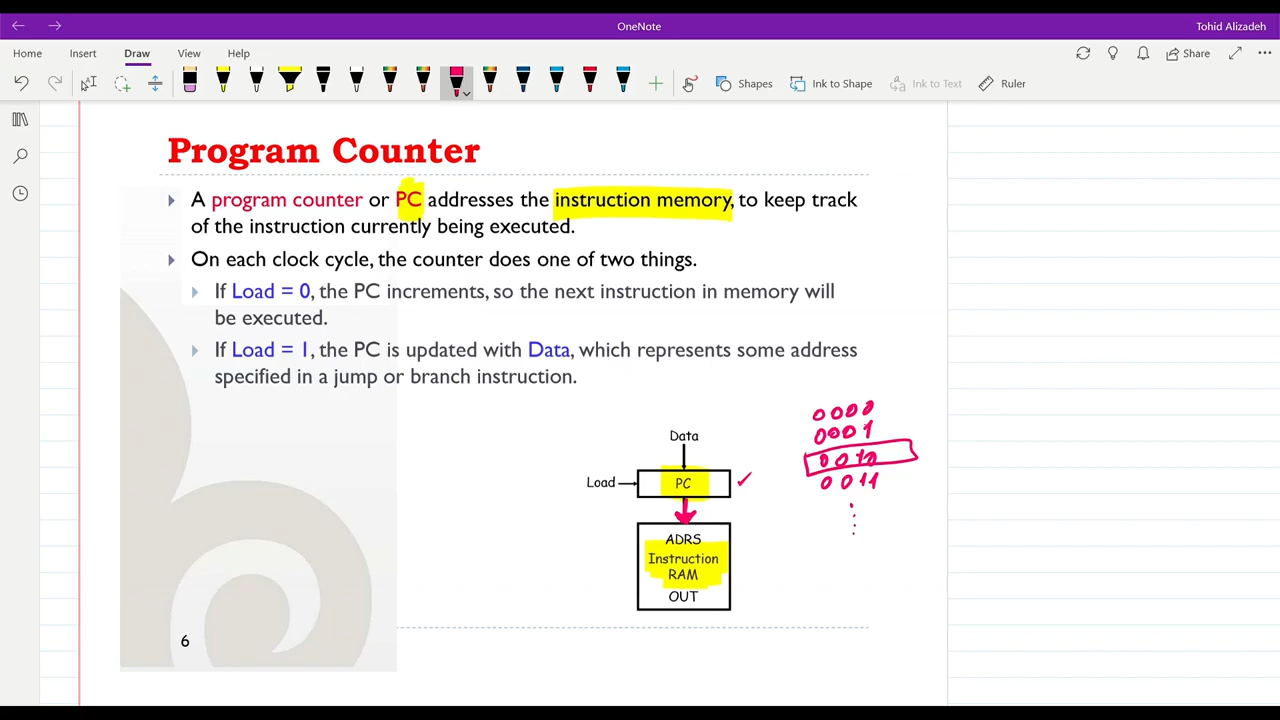 OneNote
Tohid Alizadeh
Home Insert Draw View Help
Share
Shapes Ink to Shape Ink to Text Ruler
Program Counter
A program counter or PC addresses the instruction memory, to keep track
of the instruction currently being executed.
On each clock cycle, the counter does one of two things.
If Load = 0, the PC increments, so the next instruction in memory will
be executed.
If Load = 1, the PC is updated with Data, which represents some address
specified in a jump or branch instruction.
Data
Load
PC
ADRS
Instruction
RAM
OUT
0000
0001
0010
0011
6